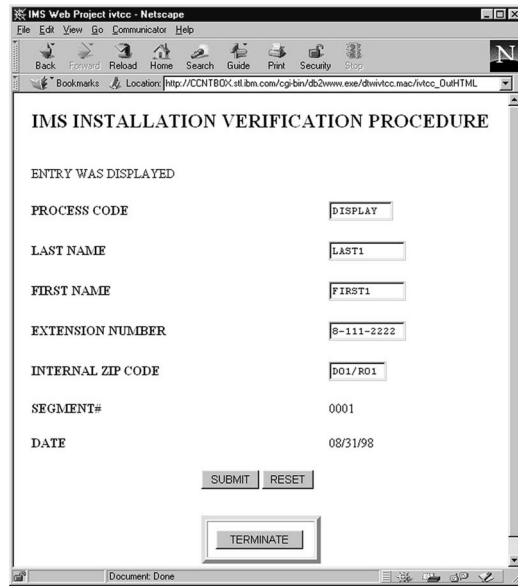 IMS Web Project ivtcc - Netscape
File Edit View Go Communicator Help
Back Forward Reload Home Search Guide Print Security Stop
N
Bookmarks Location: http://CCNTBOX.stl.ibm.com/cgi-bin/db2www.exe/dtwivtcc.mac/ivtcc_OutHTML
IMS INSTALLATION VERIFICATION PROCEDURE
ENTRY WAS DISPLAYED
PROCESS CODE DISPLAY
LAST NAME LAST1
FIRST NAME FIRST1
EXTENSION NUMBER 8-111-2222
INTERNAL ZIP CODE D01/R01
SEGMENT# 0001
DATE 08/31/98
SUBMIT RESET
TERMINATE
Document: Done